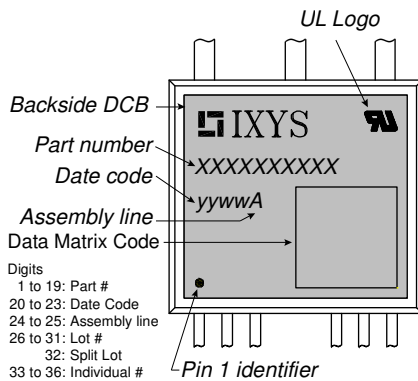 UL Logo
Backside DCB
IXYS
Part number
XXXXXXXXXX
Date code
yywwA
Assembly line
Data Matrix Code
Digits
1 to 19: Part #
20 to 23: Date Code
24 to 25: Assembly line
26 to 31: Lot #
32: Split Lot
33 to 36: Individual #
Pin 1 identifier